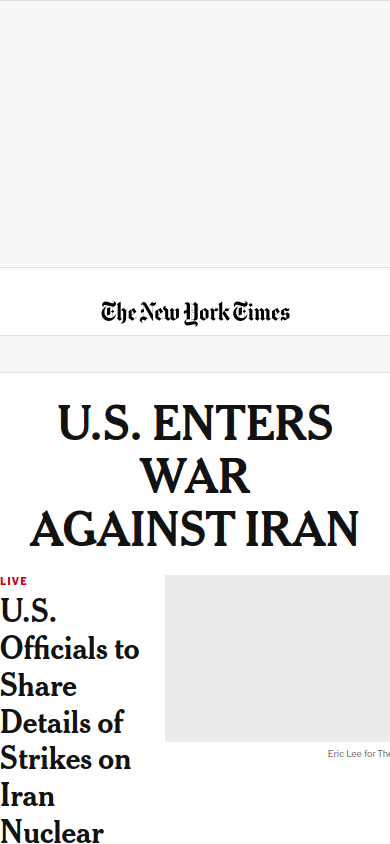 The New York Times
U.S. ENTERS
WAR
AGAINST IRAN
LIVE
U.S.
Officials to
Share
Details of
Strikes on
Iran
Nuclear
Eric Lee for The